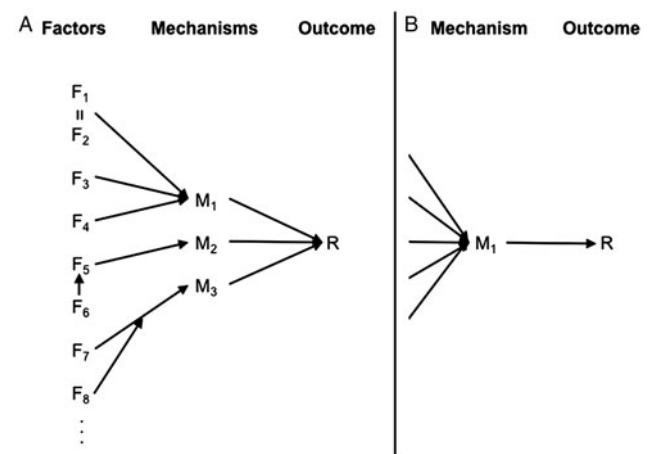 A Factors Mechanisms Outcome
F₁
=
F₂
F₃
F₄
F₅
F₆
F₇
F₈
⋮
M₁
M₂
M₃
R
B Mechanism Outcome
M₁
R